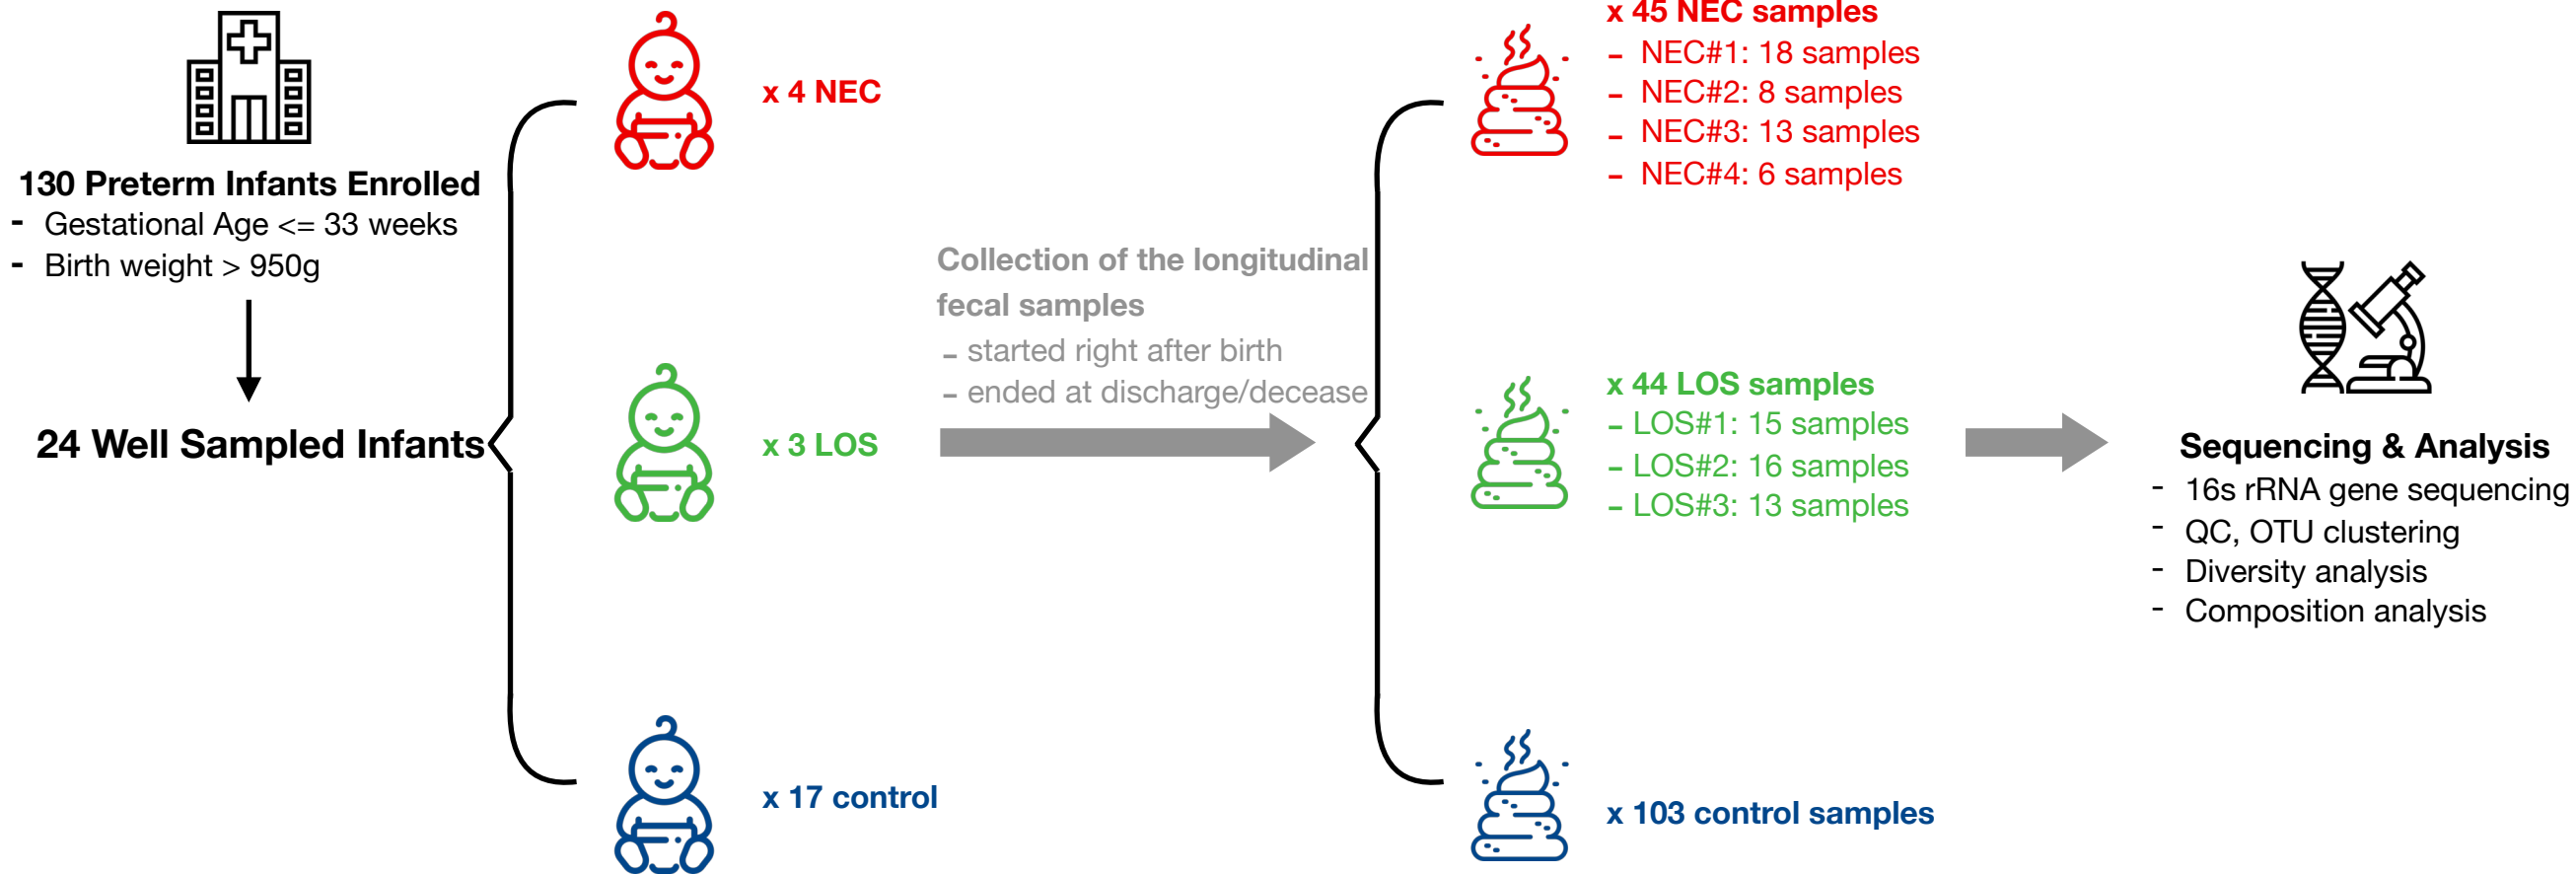 130 Preterm Infants Enrolled
- Gestational Age <= 33 weeks
- Birth weight > 950g
24 Well Sampled Infants
x 4 NEC
x 3 LOS
x 17 control
Collection of the longitudinal
fecal samples
- started right after birth
- ended at discharge/decease
x 45 NEC samples
- NEC#1: 18 samples
- NEC#2: 8 samples
- NEC#3: 13 samples
- NEC#4: 6 samples
x 44 LOS samples
- LOS#1: 15 samples
- LOS#2: 16 samples
- LOS#3: 13 samples
x 103 control samples
Sequencing & Analysis
- 16s rRNA gene sequencing
- QC, OTU clustering
- Diversity analysis
- Composition analysis